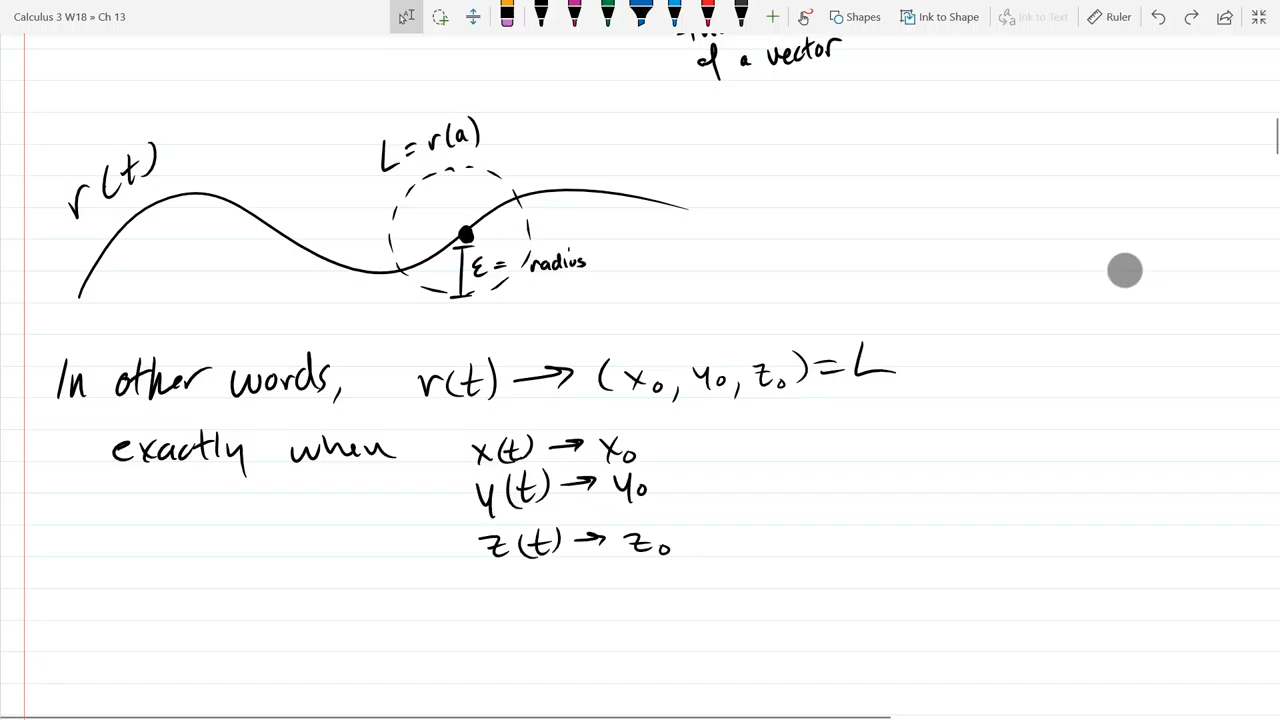 Calculus 3 W18 » Ch 13
Shapes
Ink to Shape
Ink to Text
Ruler
of a vector
L = r(a)
r(t)
ε = radius
In other words, r(t) → (x₀, y₀, z₀) = L
exactly when x(t) → x₀
y(t) → y₀
z(t) → z₀